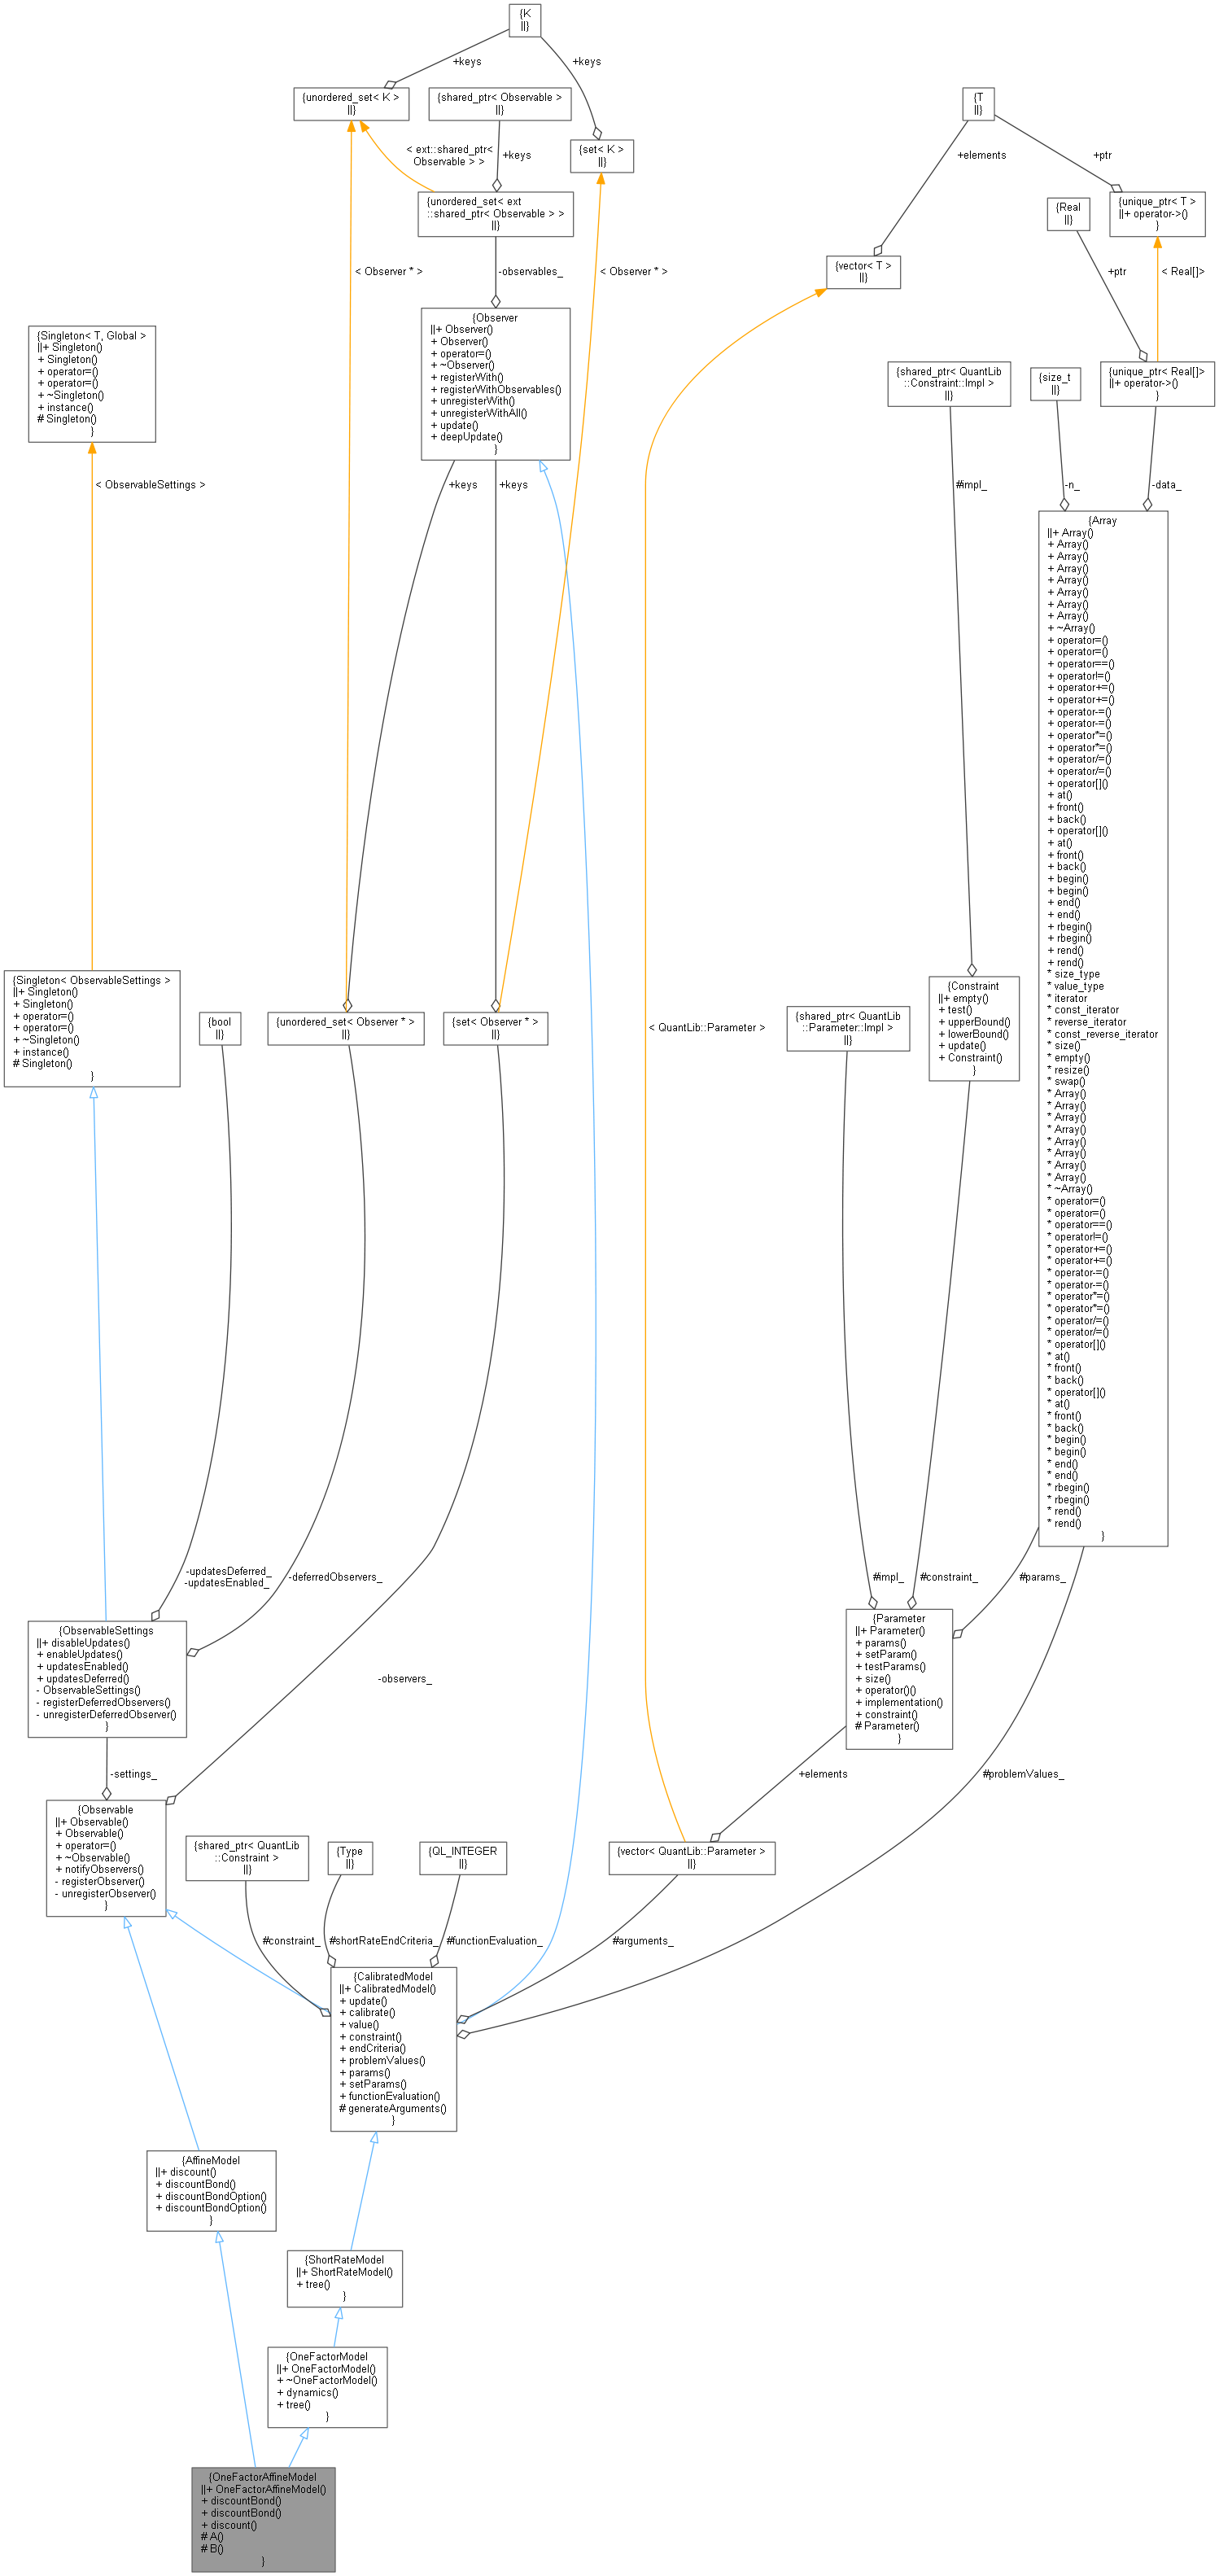 {K
||}
+keys
+keys
{unordered_set< K >
||}
{shared_ptr< Observable >
||}
{T
||}
< ext::shared_ptr<
Observable > >
+keys
{set< K >
||}
+elements
+ptr
{unordered_set< ext
::shared_ptr< Observable > >
||}
{Real
||}
{unique_ptr< T >
||+ operator->()
}
< Observer * >
-observables_
< Observer * >
{vector< T >
||}
+ptr
< Real[]>
{Singleton< T, Global >
||+ Singleton()
+ Singleton()
+ operator=()
+ operator=()
+ ~Singleton()
+ instance()
# Singleton()
}
{Observer
||+ Observer()
+ Observer()
+ operator=()
+ ~Observer()
+ registerWith()
+ registerWithObservables()
+ unregisterWith()
+ unregisterWithAll()
+ update()
+ deepUpdate()
}
{shared_ptr< QuantLib
::Constraint::Impl >
||}
{size_t
||}
{unique_ptr< Real[]>
||+ operator->()
}
< ObservableSettings >
+keys
+keys
#impl_
-n_
-data_
{Array
||+ Array()
+ Array()
+ Array()
+ Array()
+ Array()
+ Array()
+ Array()
+ Array()
+ ~Array()
+ operator=()
+ operator=()
+ operator==()
+ operator!=()
+ operator+=()
+ operator+=()
+ operator-=()
+ operator-=()
+ operator*=()
+ operator*=()
+ operator/=()
+ operator/=()
+ operator[]()
+ at()
+ front()
+ back()
+ operator[]()
+ at()
+ front()
+ back()
+ begin()
+ begin()
+ end()
+ end()
+ rbegin()
+ rbegin()
+ rend()
+ rend()
* size_type
* value_type
* iterator
* const_iterator
* reverse_iterator
* const_reverse_iterator
* size()
* empty()
* resize()
* swap()
* Array()
* Array()
* Array()
* Array()
* Array()
* Array()
* Array()
* Array()
* ~Array()
* operator=()
* operator=()
* operator==()
* operator!=()
* operator+=()
* operator+=()
* operator-=()
* operator-=()
* operator*=()
* operator*=()
* operator/=()
* operator/=()
* operator[]()
* at()
* front()
* back()
* operator[]()
* at()
* front()
* back()
* begin()
* begin()
* end()
* end()
* rbegin()
* rbegin()
* rend()
* rend()
}
{Singleton< ObservableSettings >
||+ Singleton()
+ Singleton()
+ operator=()
+ operator=()
+ ~Singleton()
+ instance()
# Singleton()
}
{bool
||}
{unordered_set< Observer * >
||}
{set< Observer * >
||}
< QuantLib::Parameter >
{shared_ptr< QuantLib
::Parameter::Impl >
||}
{Constraint
||+ empty()
+ test()
+ upperBound()
+ lowerBound()
+ update()
+ Constraint()
}
-updatesDeferred_
-updatesEnabled_
-deferredObservers_
#impl_
#constraint_
#params_
{ObservableSettings
||+ disableUpdates()
+ enableUpdates()
+ updatesEnabled()
+ updatesDeferred()
- ObservableSettings()
- registerDeferredObservers()
- unregisterDeferredObserver()
}
-observers_
{Parameter
||+ Parameter()
+ params()
+ setParam()
+ testParams()
+ size()
+ operator()()
+ implementation()
+ constraint()
# Parameter()
}
-settings_
+elements
#problemValues_
{Observable
||+ Observable()
+ Observable()
+ operator=()
+ ~Observable()
+ notifyObservers()
- registerObserver()
- unregisterObserver()
}
{shared_ptr< QuantLib
::Constraint >
||}
{Type
||}
{QL_INTEGER
||}
{vector< QuantLib::Parameter >
||}
#constraint_
#shortRateEndCriteria_
#functionEvaluation_
#arguments_
{CalibratedModel
||+ CalibratedModel()
+ update()
+ calibrate()
+ value()
+ constraint()
+ endCriteria()
+ problemValues()
+ params()
+ setParams()
+ functionEvaluation()
# generateArguments()
}
{AffineModel
||+ discount()
+ discountBond()
+ discountBondOption()
+ discountBondOption()
}
{ShortRateModel
||+ ShortRateModel()
+ tree()
}
{OneFactorModel
||+ OneFactorModel()
+ ~OneFactorModel()
+ dynamics()
+ tree()
}
{OneFactorAffineModel
||+ OneFactorAffineModel()
+ discountBond()
+ discountBond()
+ discount()
# A()
# B()
}